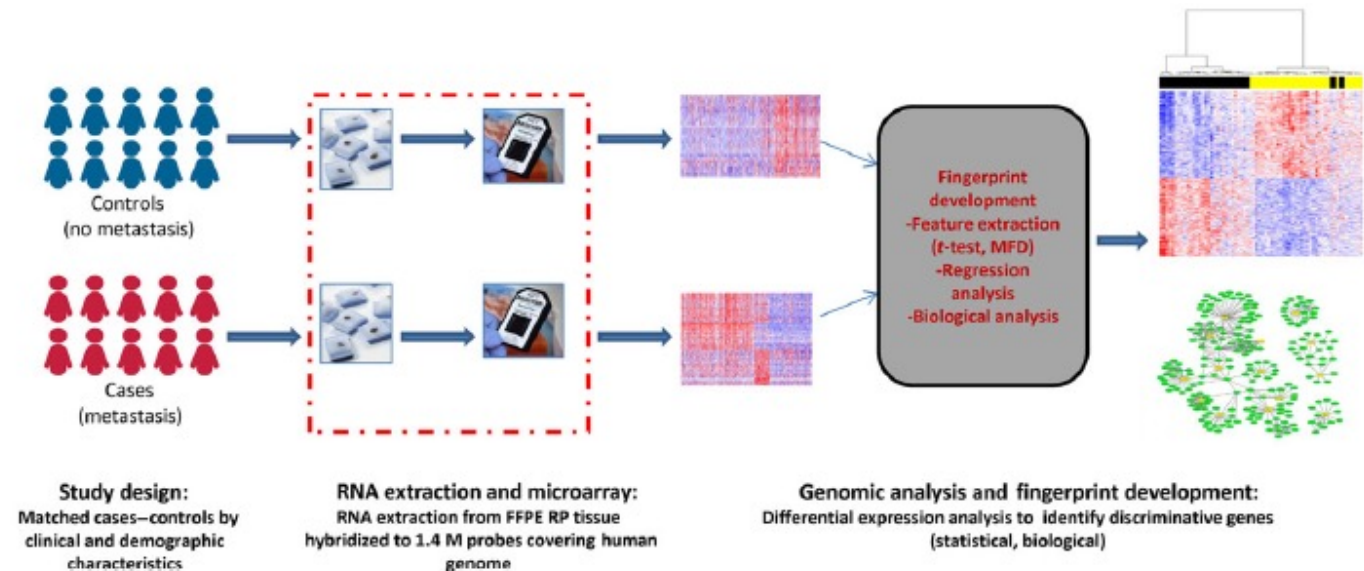 Controls
(no metastasis)
Cases
(metastasis)
Fingerprint
development
-Feature extraction
(t-test, MFD)
-Regression
analysis
-Biological analysis
Study design:
Matched cases–controls by
clinical and demographic
characteristics
RNA extraction and microarray:
RNA extraction from FFPE RP tissue
hybridized to 1.4 M probes covering human
genome
Genomic analysis and fingerprint development:
Differential expression analysis to identify discriminative genes
(statistical, biological)